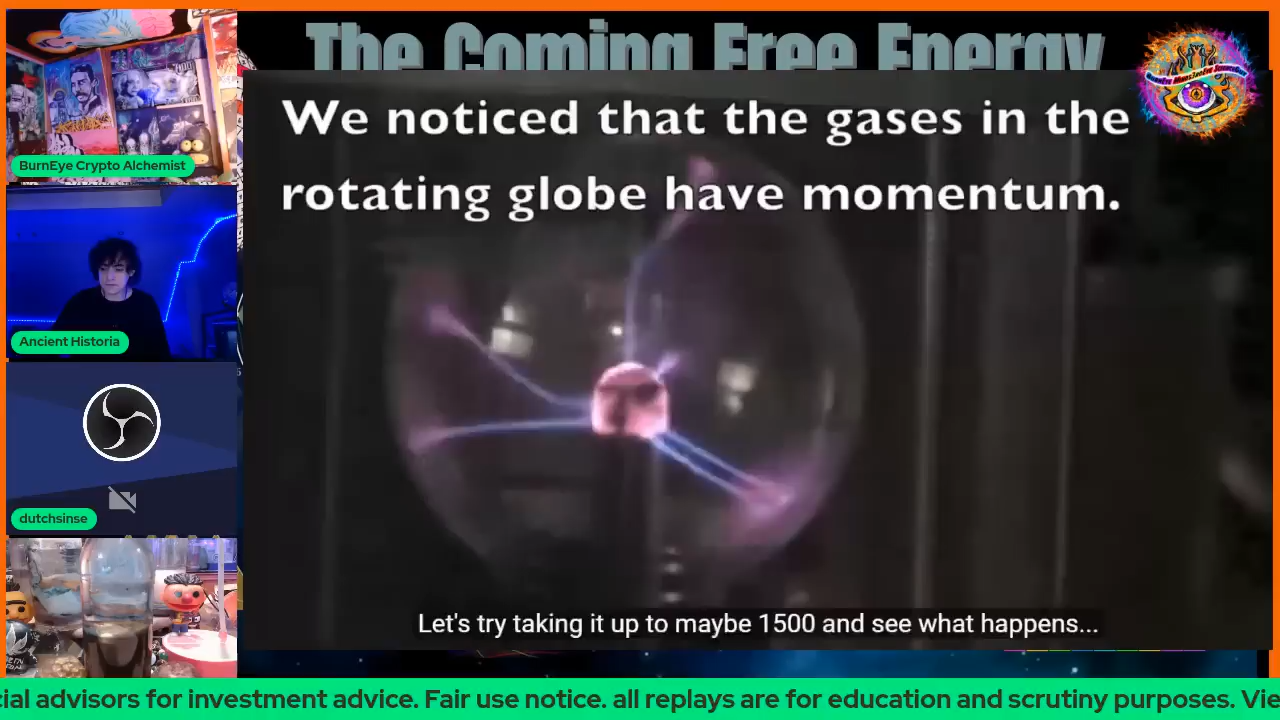 The Coming Free Energy
We noticed that the gases in the
rotating globe have momentum.
BurnEye Crypto Alchemist
Ancient Historia
dutchsinse
Let's try taking it up to maybe 1500 and see what happens...
cial advisors for investment advice. Fair use notice. all replays are for education and scrutiny purposes. Vie